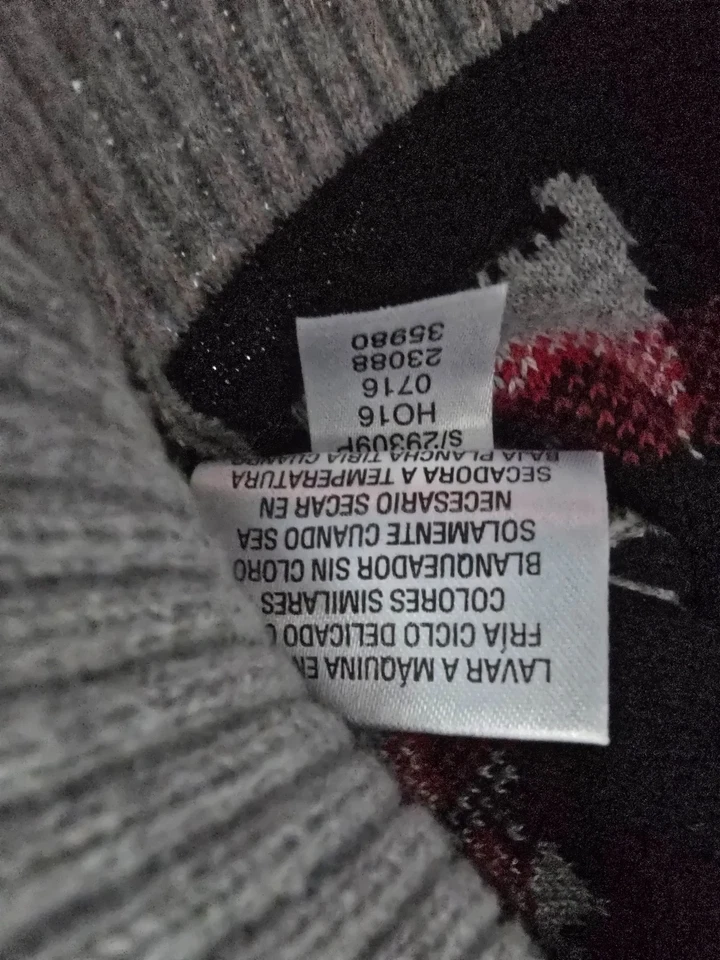 LAVAR A MÁQUINA EN
FRÍA CICLO DELICADO
COLORES SIMILARES
BLANQUEADOR SIN CLORO
SOLAMENTE CUANDO SEA
NECESARIO SECAR EN
SECADORA A TEMPERATURA
BAJA PLANCHA TIBIA CUANDO
S/29309P
HO16
0716
23088
35980